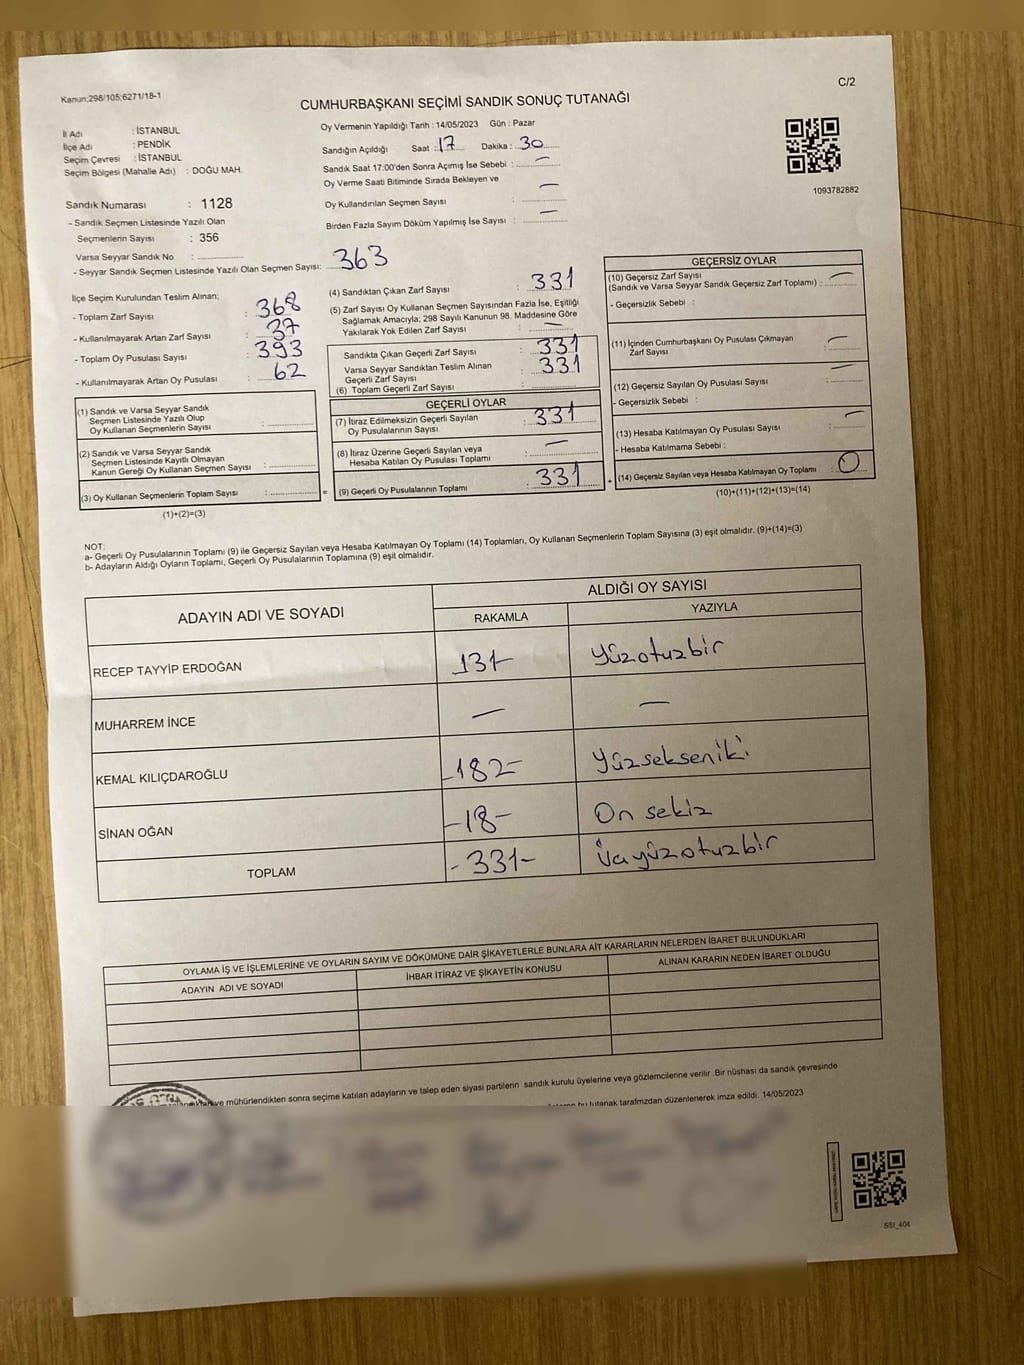 Kanun;298/105;6271/18-1
C/2
CUMHURBAŞKANI SEÇİMİ SANDIK SONUÇ TUTANAĞI
İl Adı : İSTANBUL
İlçe Adı : PENDİK
Seçim Çevresi : İSTANBUL
Seçim Bölgesi (Mahalle Adı) : DOĞU MAH.
Oy Vermenin Yapıldığı Tarih : 14/05/2023 Gün : Pazar
Sandığın Açıldığı Saat : 17 Dakika : 30
Sandık Saat 17:00'den Sonra Açımış İse Sebebi : —
Oy Verme Saati Bitiminde Sırada Bekleyen ve
Oy Kullandırılan Seçmen Sayısı : —
Birden Fazla Sayım Döküm Yapılmış İse Sayısı : —
1093782882
Sandık Numarası : 1128
- Sandık Seçmen Listesinde Yazılı Olan
Seçmenlerin Sayısı : 356
Varsa Seyyar Sandık No :
- Seyyar Sandık Seçmen Listesinde Yazılı Olan Seçmen Sayısı: 363
İlçe Seçim Kurulundan Teslim Alınan;
- Toplam Zarf Sayısı : 368
- Kullanılmayarak Artan Zarf Sayısı : 37
- Toplam Oy Pusulası Sayısı : 393
- Kullanılmayarak Artan Oy Pusulası : 62
(4) Sandıktan Çıkan Zarf Sayısı : 331
(5) Zarf Sayısı Oy Kullanan Seçmen Sayısından Fazla İse, Eşitliği
Sağlamak Amacıyla; 298 Sayılı Kanunun 98. Maddesine Göre
Yakılarak Yok Edilen Zarf Sayısı : —
Sandıkta Çıkan Geçerli Zarf Sayısı : 331
Varsa Seyyar Sandıktan Teslim Alınan
Geçerli Zarf Sayısı : 331
(6) Toplam Geçerli Zarf Sayısı :
GEÇERSİZ OYLAR
(10) Geçersiz Zarf Sayısı
(Sandık ve Varsa Seyyar Sandık Geçersiz Zarf Toplamı) : —
- Geçersizlik Sebebi :
(11) İçinden Cumhurbaşkanı Oy Pusulası Çıkmayan
Zarf Sayısı : —
(12) Geçersiz Sayılan Oy Pusulası Sayısı : —
- Geçersizlik Sebebi :
(13) Hesaba Katılmayan Oy Pusulası Sayısı : —
- Hesaba Katılmama Sebebi :
(14) Geçersiz Sayılan veya Hesaba Katılmayan Oy Toplamı : 0
(10)+(11)+(12)+(13)=(14)
(1) Sandık ve Varsa Seyyar Sandık
Seçmen Listesinde Yazılı Olup
Oy Kullanan Seçmenlerin Sayısı :
(2) Sandık ve Varsa Seyyar Sandık
Seçmen Listesinde Kayıtlı Olmayan
Kanun Gereği Oy Kullanan Seçmen Sayısı :
(3) Oy Kullanan Seçmenlerin Toplam Sayısı : =
(1)+(2)=(3)
GEÇERLİ OYLAR
(7) İtiraz Edilmeksizin Geçerli Sayılan
Oy Pusulalarının Sayısı : 331
(8) İtiraz Üzerine Geçerli Sayılan veya
Hesaba Katılan Oy Pusulası Toplamı : —
(9) Geçerli Oy Pusulalarının Toplamı : 331 +
NOT:
a- Geçerli Oy Pusulalarının Toplamı (9) ile Geçersiz Sayılan veya Hesaba Katılmayan Oy Toplamı (14) Toplamları, Oy Kullanan Seçmenlerin Toplam Sayısına (3) eşit olmalıdır. (9)+(14)=(3)
b- Adayların Aldığı Oyların Toplamı, Geçerli Oy Pusulalarının Toplamına (9) eşit olmalıdır.
ADAYIN ADI VE SOYADI ALDIĞI OY SAYISI
RAKAMLA YAZIYLA
RECEP TAYYİP ERDOĞAN 131- Yüzotuzbir
MUHARREM İNCE — —
KEMAL KILIÇDAROĞLU -182- Yüzsekseniki
SİNAN OĞAN -18- On sekiz
TOPLAM -331- Üçyüzotuzbir
OYLAMA İŞ VE İŞLEMLERİNE VE OYLARIN SAYIM VE DÖKÜMÜNE DAİR ŞİKAYETLERLE BUNLARA AİT KARARLARIN NELERDEN İBARET BULUNDUKLARI
ADAYIN ADI VE SOYADI İHBAR İTİRAZ VE ŞİKAYETİN KONUSU ALINAN KARARIN NEDEN İBARET OLDUĞU
ve mühürlendikten sonra seçime katılan adayların ve talep eden siyasi partilerin sandık kurulu üyelerine veya gözlemcilerine verilir .Bir nüshası da sandık çevresinde
bu tutanak tarafımızdan düzenlenerek imza edildi. 14/05/2023
SSt_404